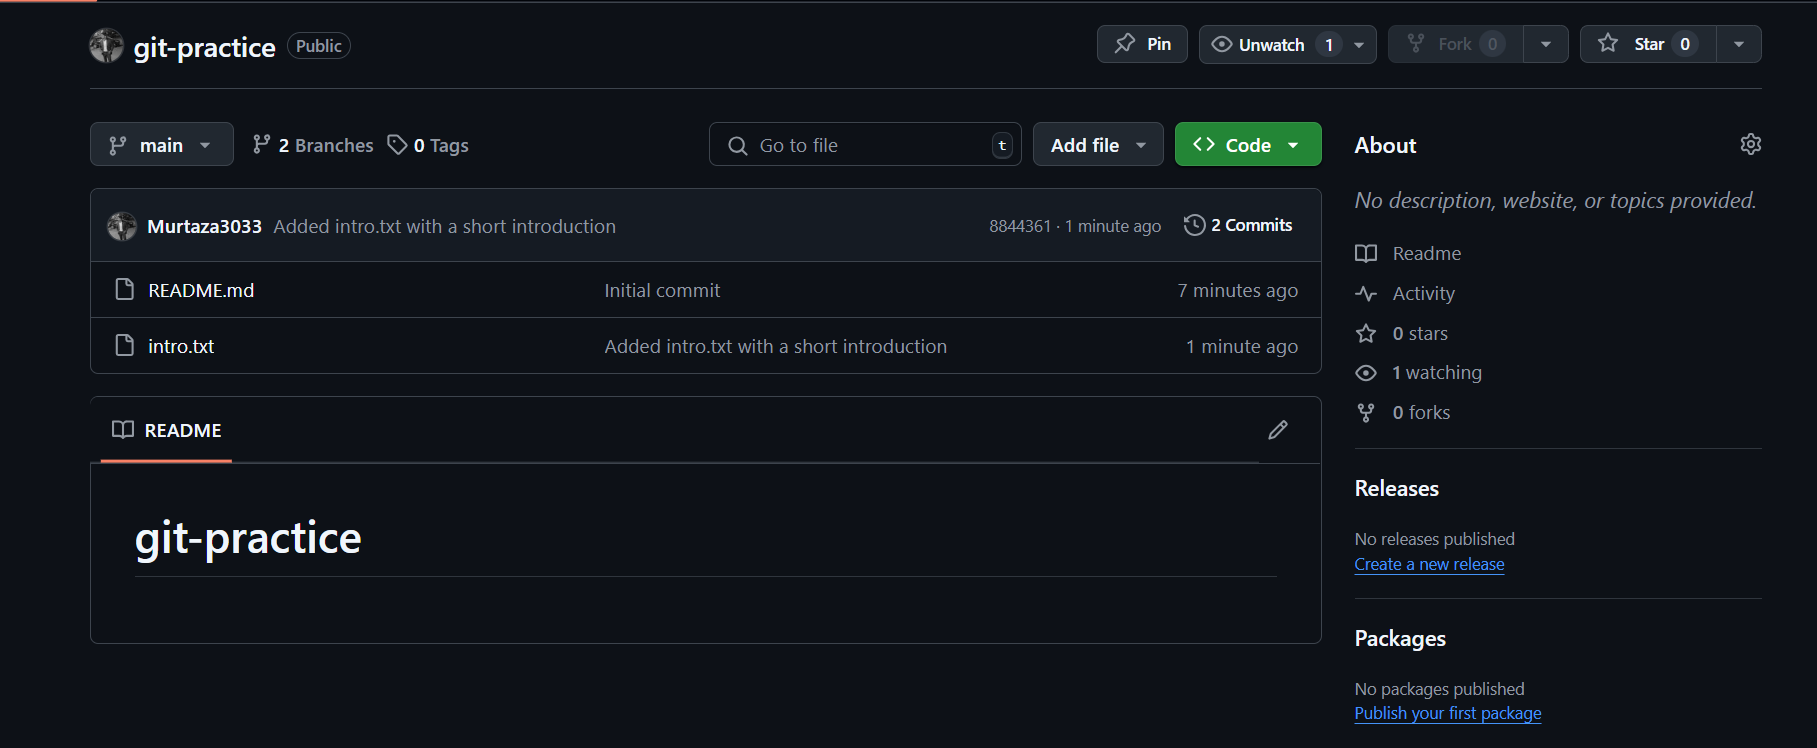 git-practice Public Pin Unwatch 1 Fork 0 Star 0
main 2 Branches 0 Tags Go to file t Add file Code
Murtaza3033 Added intro.txt with a short introduction 8844361 · 1 minute ago 2 Commits
README.md Initial commit 7 minutes ago
intro.txt Added intro.txt with a short introduction 1 minute ago
README
git-practice
About
No description, website, or topics provided.
Readme
Activity
0 stars
1 watching
0 forks
Releases
No releases published
Create a new release
Packages
No packages published
Publish your first package